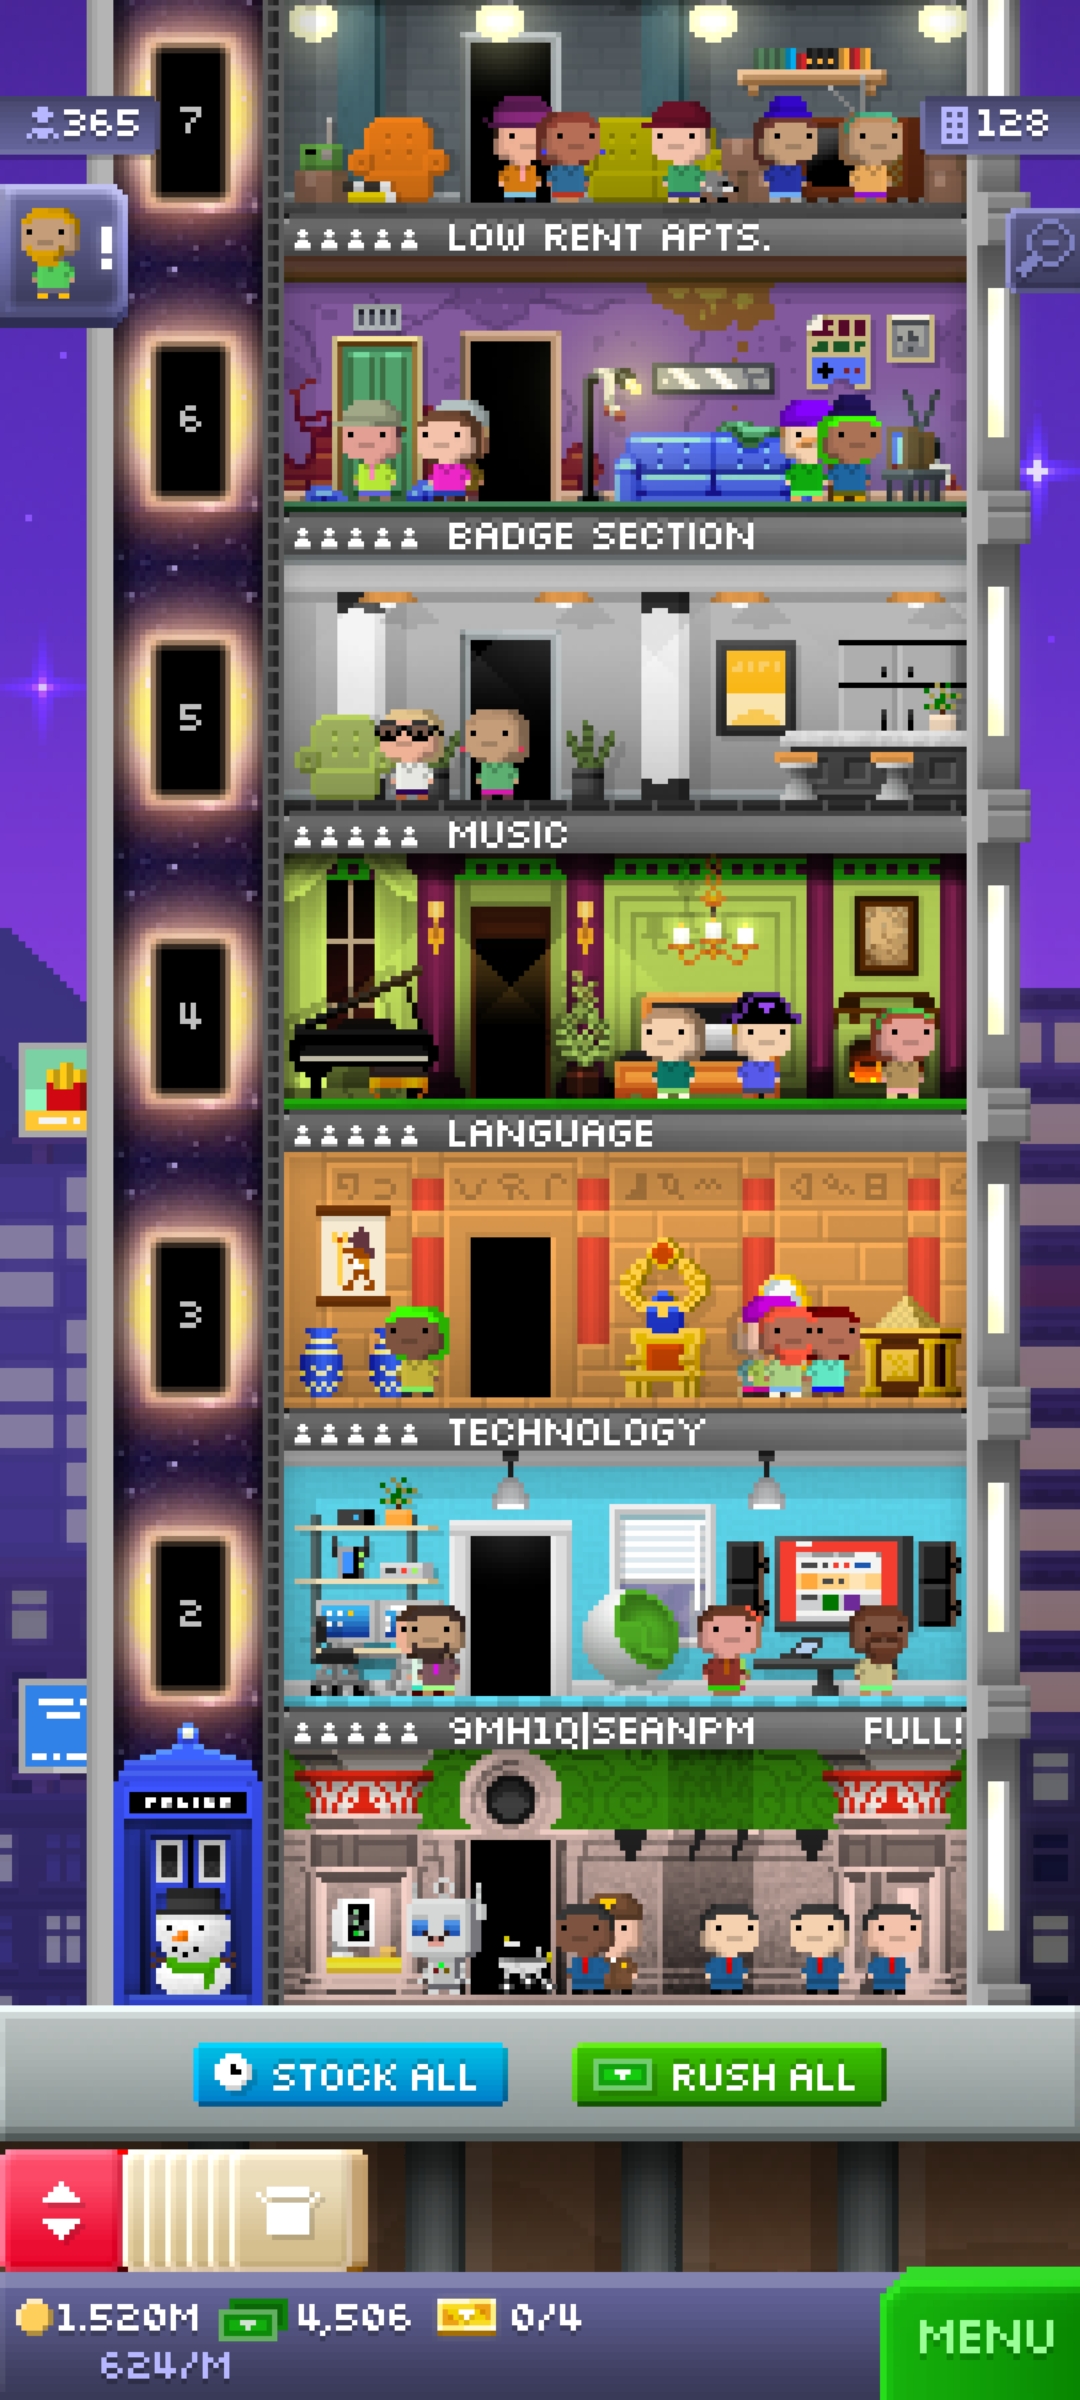 7
365
128
!
LOW RENT APTS.
6
BADGE SECTION
5
MUSIC
4
LANGUAGE
3
TECHNOLOGY
2
9MH1Q|SEANPM FULL!
POLICE
STOCK ALL
RUSH ALL
1.520M 4,506 0/4
624/M
MENU